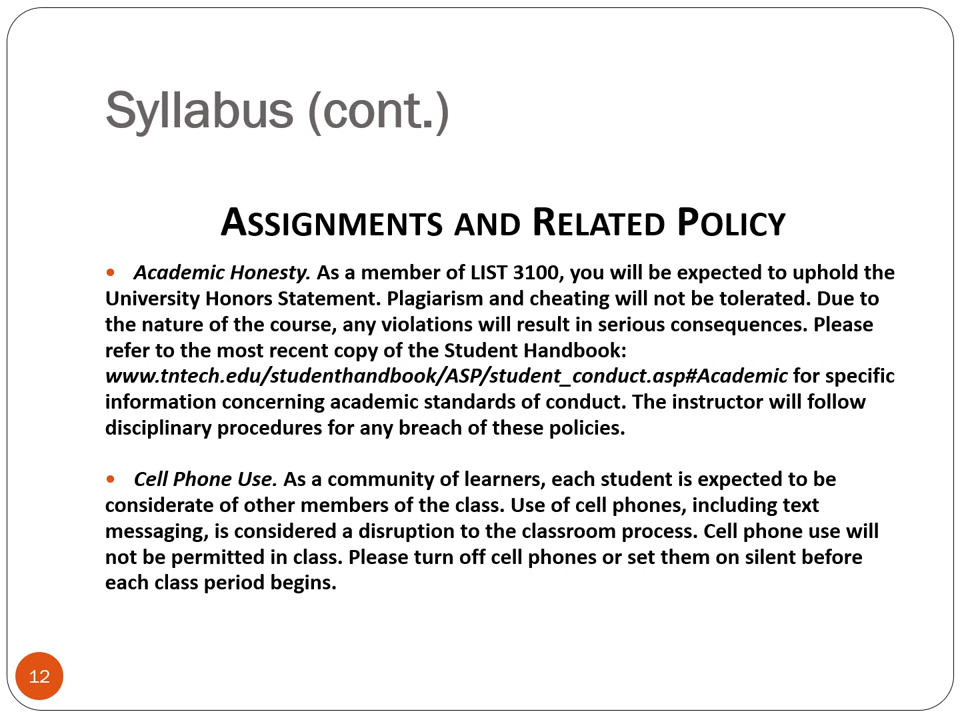 Syllabus (cont.)
ASSIGNMENTS AND RELATED POLICY
• Academic Honesty. As a member of LIST 3100, you will be expected to uphold the
University Honors Statement. Plagiarism and cheating will not be tolerated. Due to
the nature of the course, any violations will result in serious consequences. Please
refer to the most recent copy of the Student Handbook:
www.tntech.edu/studenthandbook/ASP/student_conduct.asp#Academic for specific
information concerning academic standards of conduct. The instructor will follow
disciplinary procedures for any breach of these policies.
• Cell Phone Use. As a community of learners, each student is expected to be
considerate of other members of the class. Use of cell phones, including text
messaging, is considered a disruption to the classroom process. Cell phone use will
not be permitted in class. Please turn off cell phones or set them on silent before
each class period begins.
12